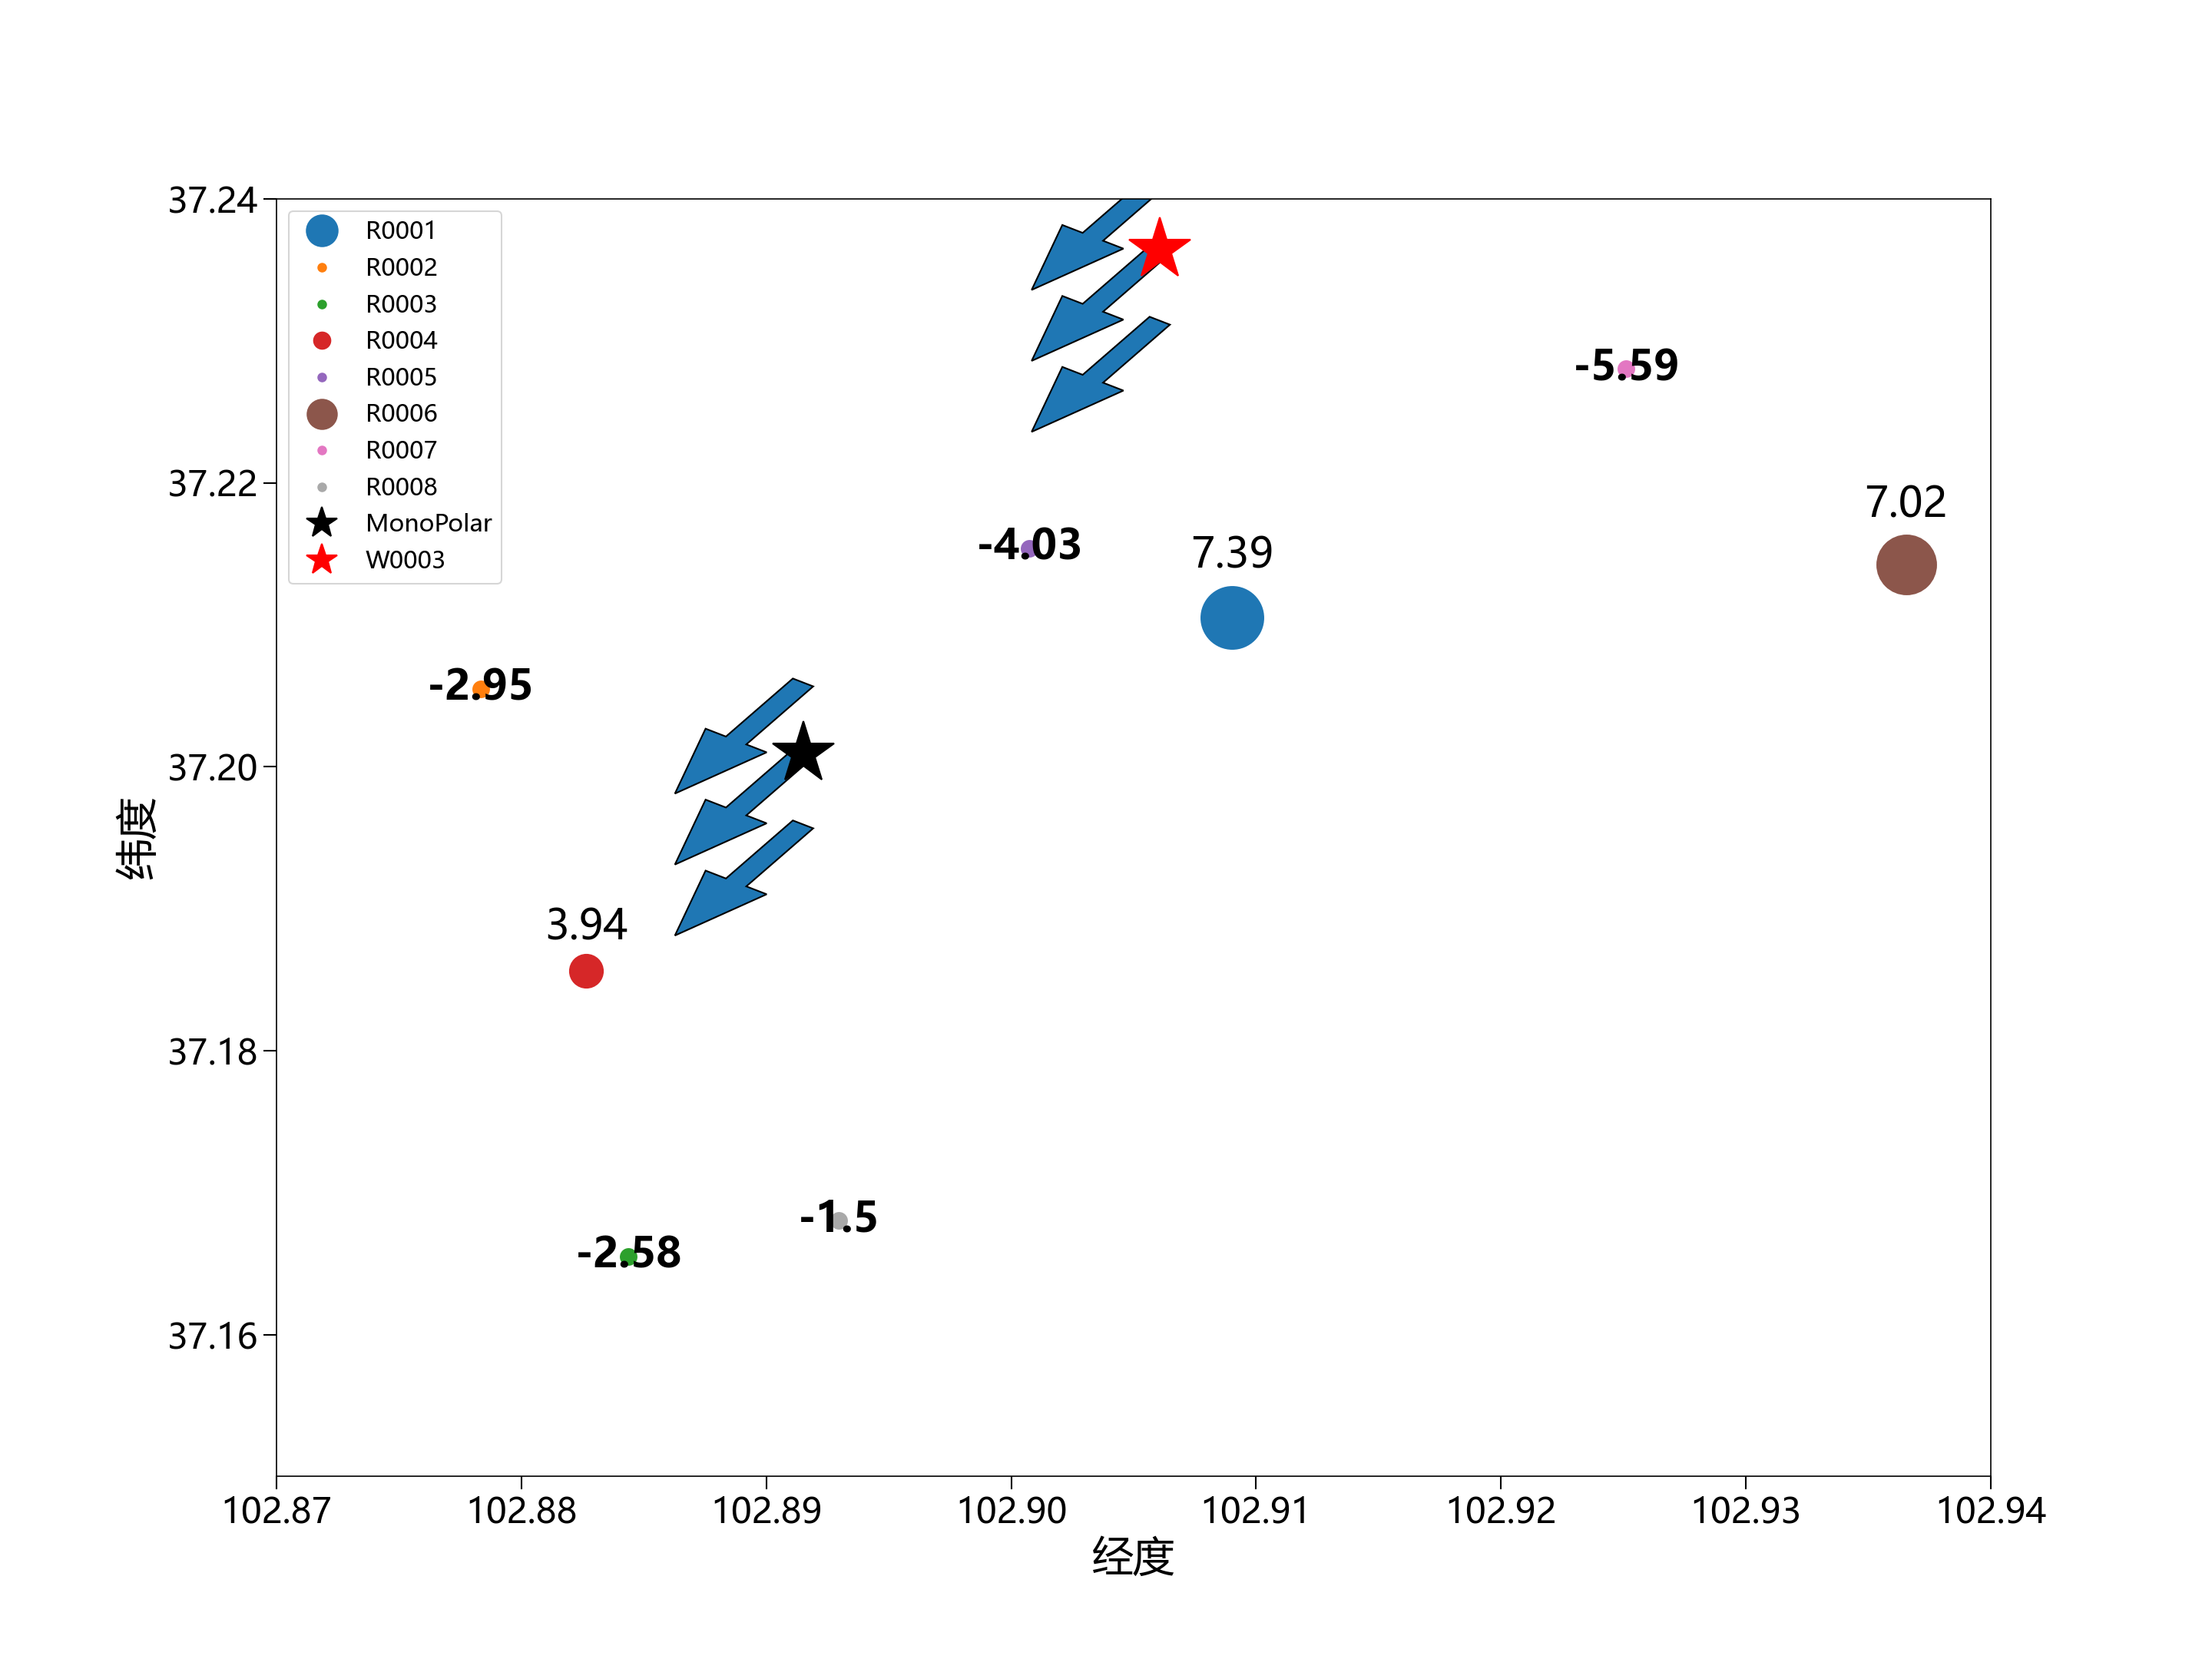 37.24
37.22
37.20
37.18
37.16
纬度
R0001
R0002
R0003
R0004
R0005
R0006
R0007
R0008
MonoPolar
W0003
-5.59
7.02
-4.03
7.39
-2.95
3.94
-1.5
-2.58
102.87
102.88
102.89
102.90
102.91
102.92
102.93
102.94
经度